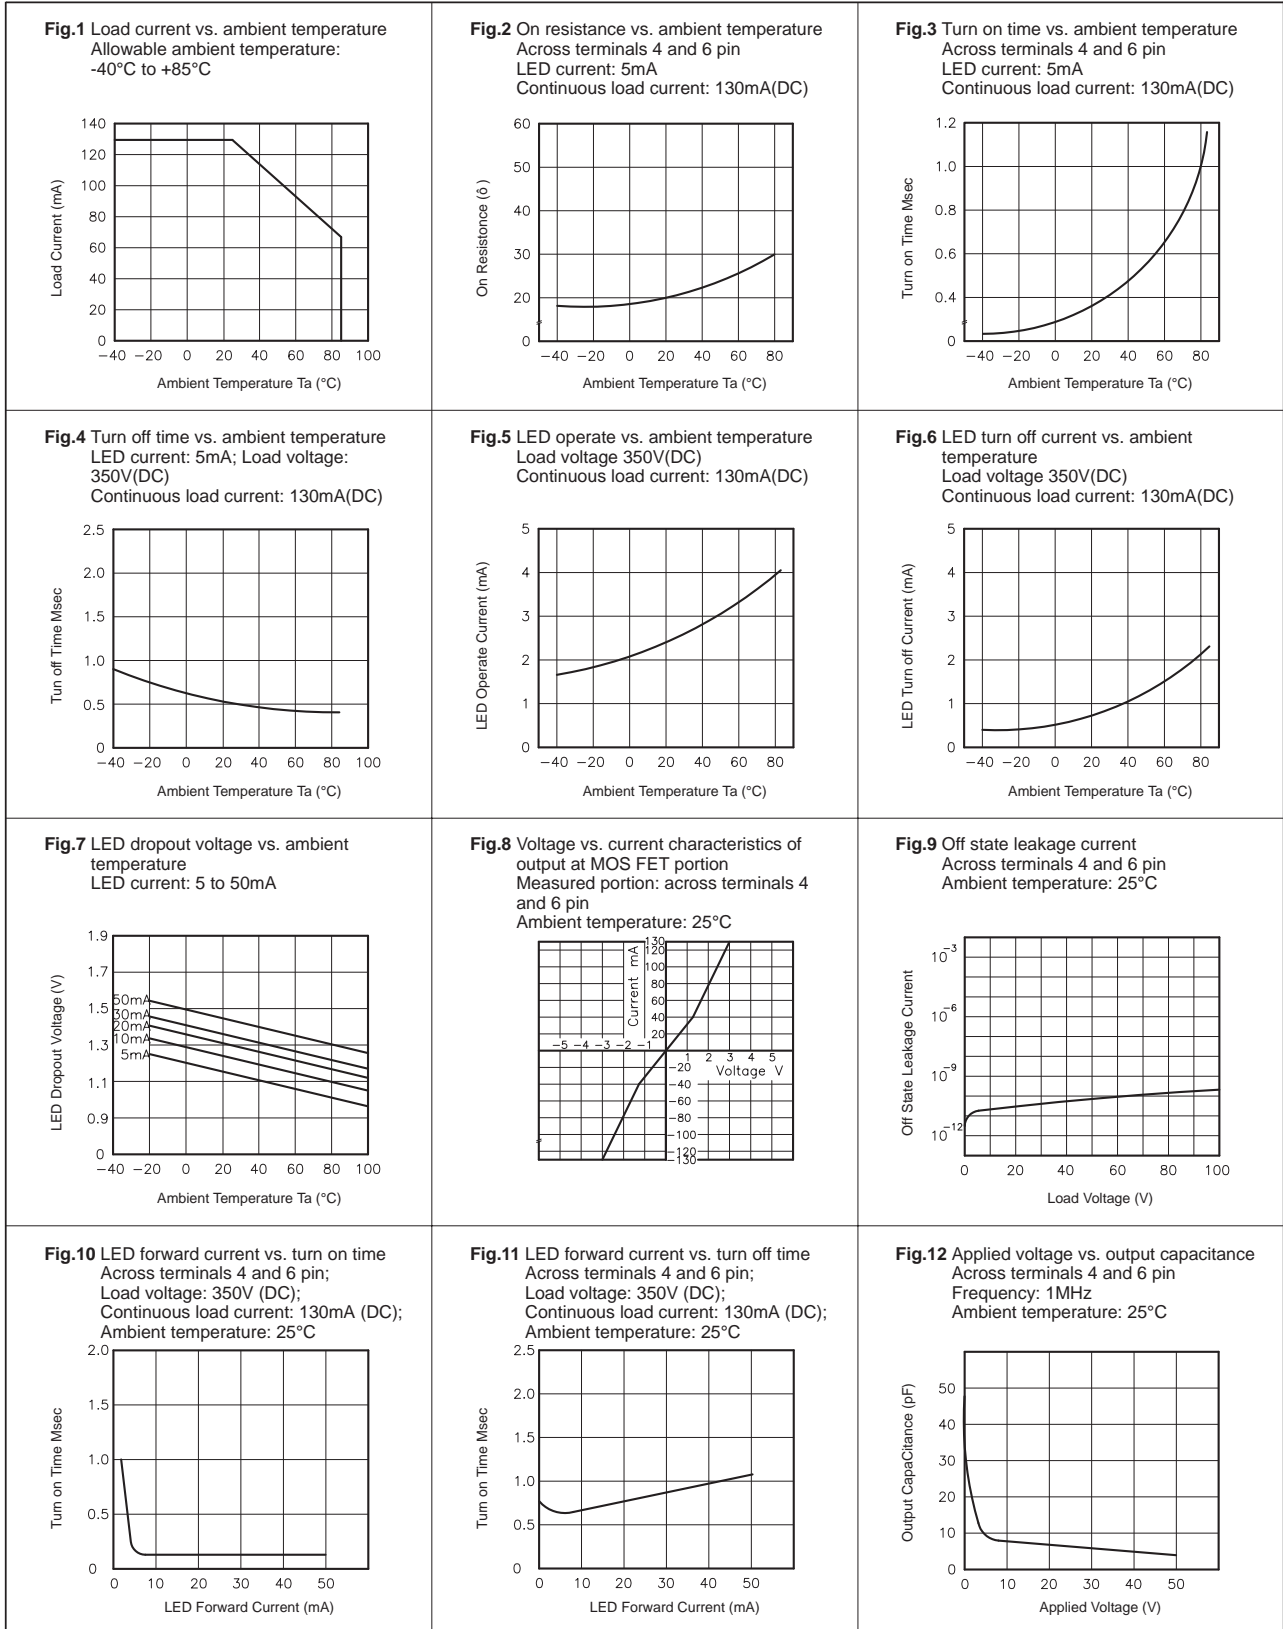 Fig.1 Load current vs. ambient temperature
Allowable ambient temperature:
-40°C to +85°C
140
120
100
80
60
40
20
0
Load Current (mA)
−40 −20 0 20 40 60 80 100
Ambient Temperature Ta (°C)
Fig.2 On resistance vs. ambient temperature
Across terminals 4 and 6 pin
LED current: 5mA
Continuous load current: 130mA(DC)
60
50
40
30
20
0
On Resistonce (ô )
−40 −20 0 20 40 60 80
Ambient Temperature Ta (°C)
Fig.3 Turn on time vs. ambient temperature
Across terminals 4 and 6 pin
LED current: 5mA
Continuous load current: 130mA(DC)
1.2
1.0
0.8
0.6
0.4
0
Turn on Time Msec
−40 −20 0 20 40 60 80
Ambient Temperature Ta (°C)
Fig.4 Turn off time vs. ambient temperature
LED current: 5mA; Load voltage:
350V(DC)
Continuous load current: 130mA(DC)
2.5
2.0
1.5
1.0
0.5
0
Tun off Time Msec
−40 −20 0 20 40 60 80 100
Ambient Temperature Ta (°C)
Fig.5 LED operate vs. ambient temperature
Load voltage 350V(DC)
Continuous load current: 130mA(DC)
5
4
3
2
1
0
LED Operate Current (mA)
−40 −20 0 20 40 60 80
Ambient Temperature Ta (°C)
Fig.6 LED turn off current vs. ambient
temperature
Load voltage 350V(DC)
Continuous load current: 130mA(DC)
5
4
3
2
1
0
LED Turn off Current (mA)
−40 −20 0 20 40 60 80
Ambient Temperature Ta (°C)
Fig.7 LED dropout voltage vs. ambient
temperature
LED current: 5 to 50mA
1.9
1.7
1.5
1.3
1.1
0.9
0
LED Dropout Voltage (V)
50mA
30mA
20mA
10mA
5mA
−40 −20 0 20 40 60 80 100
Ambient Temperature Ta (°C)
Fig.8 Voltage vs. current characteristics of
output at MOS FET portion
Measured portion: across terminals 4
and 6 pin
Ambient temperature: 25°C
130
120
100
80
60
40
20
Current mA
−5 −4 −3 −2 −1
1 2 3 4 5
Voltage V
−20
−40
−60
−80
−100
−120
−130
Fig.9 Off state leakage current
Across terminals 4 and 6 pin
Ambient temperature: 25°C
10−3
10−6
10−9
10−12
Off State Leakage Current
0 20 40 60 80 100
Load Voltage (V)
Fig.10 LED forward current vs. turn on time
Across terminals 4 and 6 pin;
Load voltage: 350V (DC);
Continuous load current: 130mA (DC);
Ambient temperature: 25°C
2.0
1.5
1.0
0.5
0
Tum on Time Msec
0 10 20 30 40 50
LED Forward Current (mA)
Fig.11 LED forward current vs. turn off time
Across terminals 4 and 6 pin;
Load voltage: 350V (DC);
Continuous load current: 130mA (DC);
Ambient temperature: 25°C
2.5
2.0
1.5
1.0
0.5
0
Turn on Time Msec
0 10 20 30 40 50
LED Forward Current (mA)
Fig.12 Applied voltage vs. output capacitance
Across terminals 4 and 6 pin
Frequency: 1MHz
Ambient temperature: 25°C
50
40
30
20
10
0
Output CapaCitance (pF)
0 10 20 30 40 50
Applied Voltage (V)